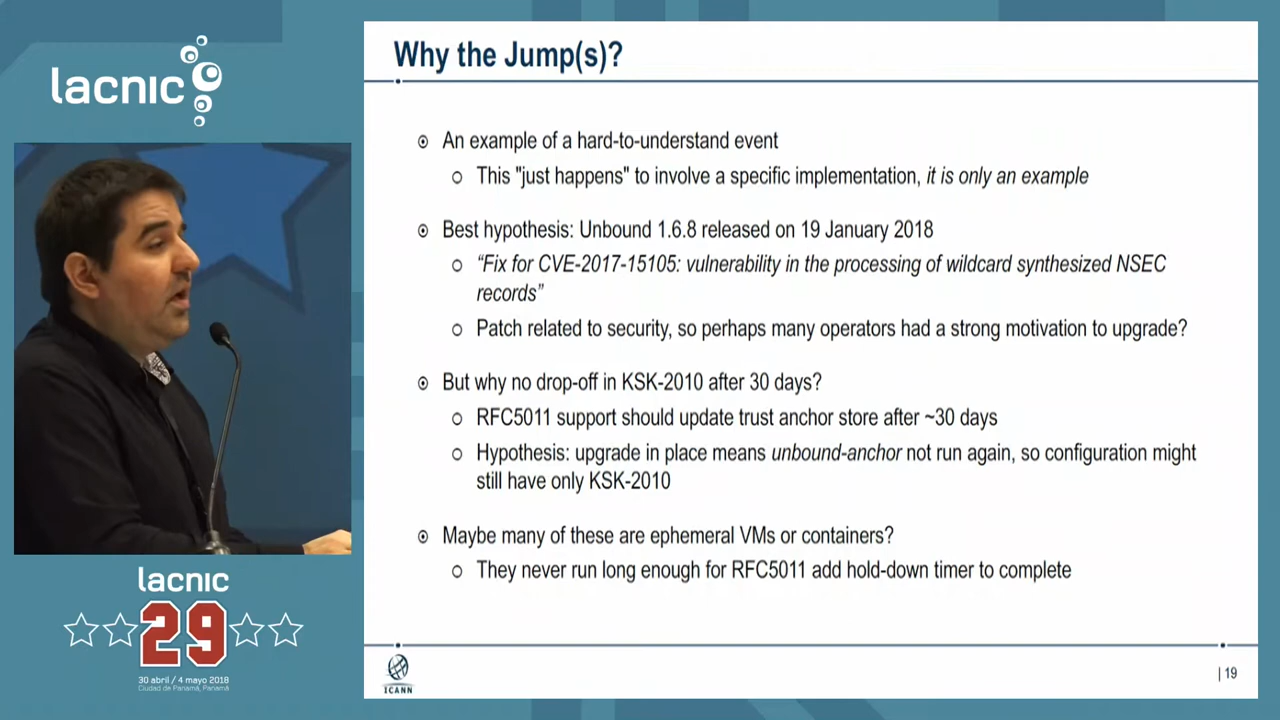 lacnic
lacnic
29
30 abril / 4 mayo 2018
Ciudad de Panamá, Panamá
Why the Jump(s)?
An example of a hard-to-understand event
This "just happens" to involve a specific implementation, it is only an example
Best hypothesis: Unbound 1.6.8 released on 19 January 2018
“Fix for CVE-2017-15105: vulnerability in the processing of wildcard synthesized NSEC
records”
Patch related to security, so perhaps many operators had a strong motivation to upgrade?
But why no drop-off in KSK-2010 after 30 days?
RFC5011 support should update trust anchor store after ~30 days
Hypothesis: upgrade in place means unbound-anchor not run again, so configuration might
still have only KSK-2010
Maybe many of these are ephemeral VMs or containers?
They never run long enough for RFC5011 add hold-down timer to complete
ICANN
| 19